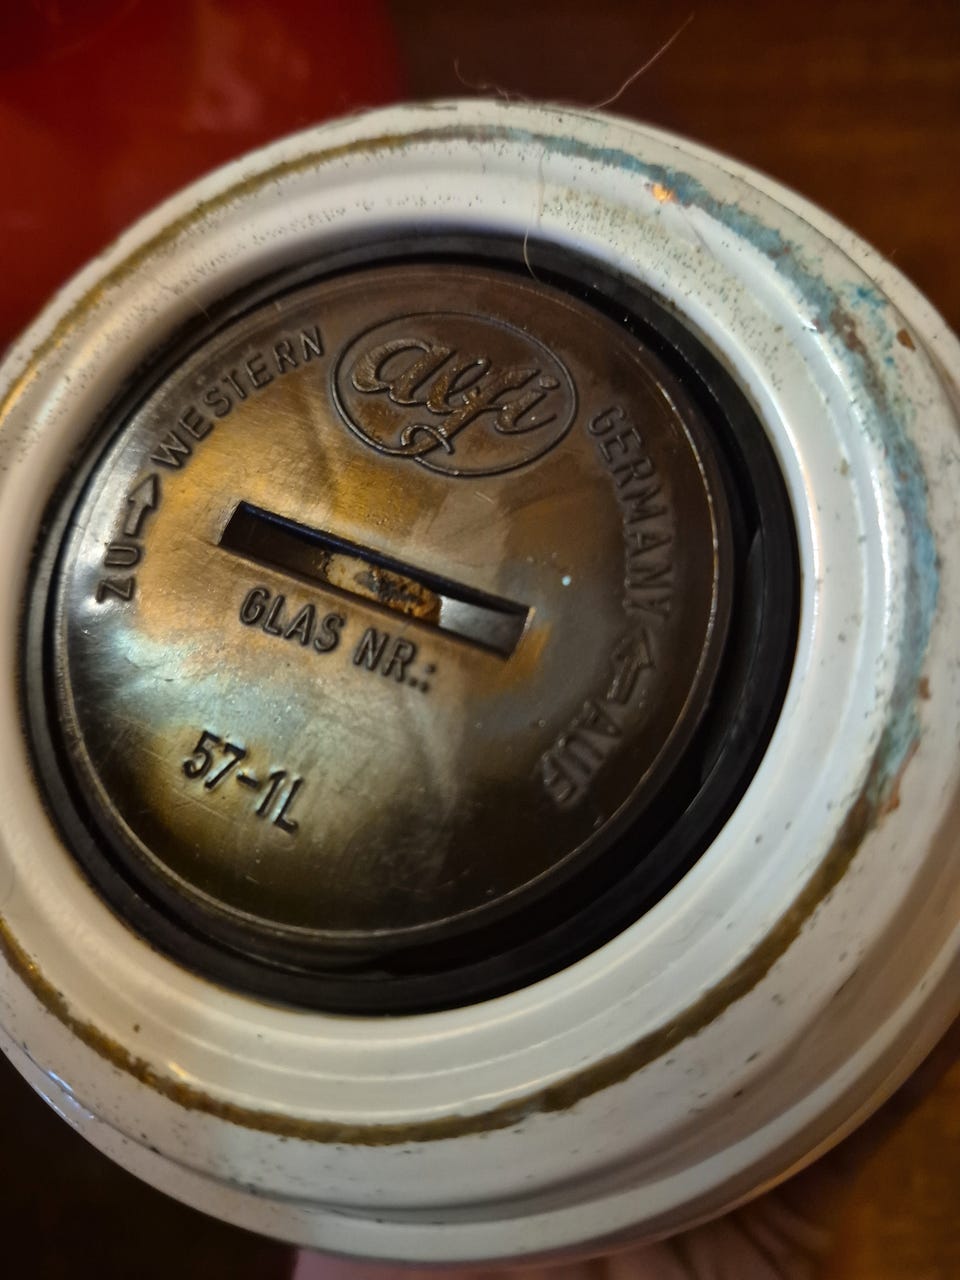 alfi
WESTERN GERMANY
ZU→
←AUF
GLAS NR.:
57-1L